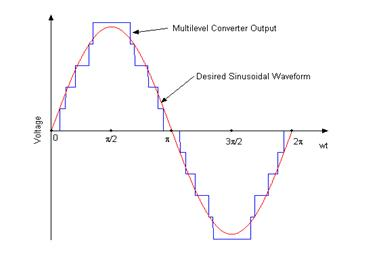 Multilevel Converter Output
Desired Sinusoidal Waveform
Voltage
0 π/2 π 3π/2 2π
wt